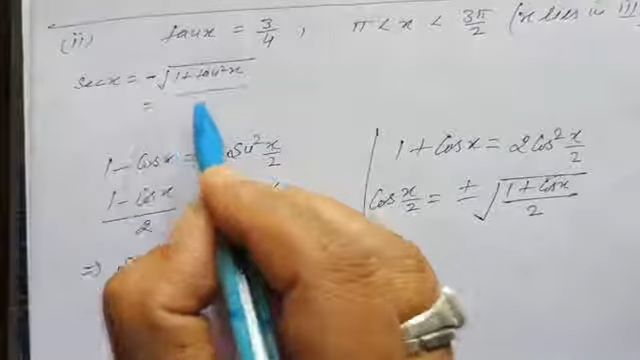 (ii) tan x = 3/4 , π < x < 3π/2 (x lies in III
sec x = -√(1 + tan²x)
=
1 - Cos x = sin² x/2
(1 - Cos x)/2
=>
1 + Cos x = 2Cos² x/2
Cos x/2 = ± √((1 + Cos x)/2)